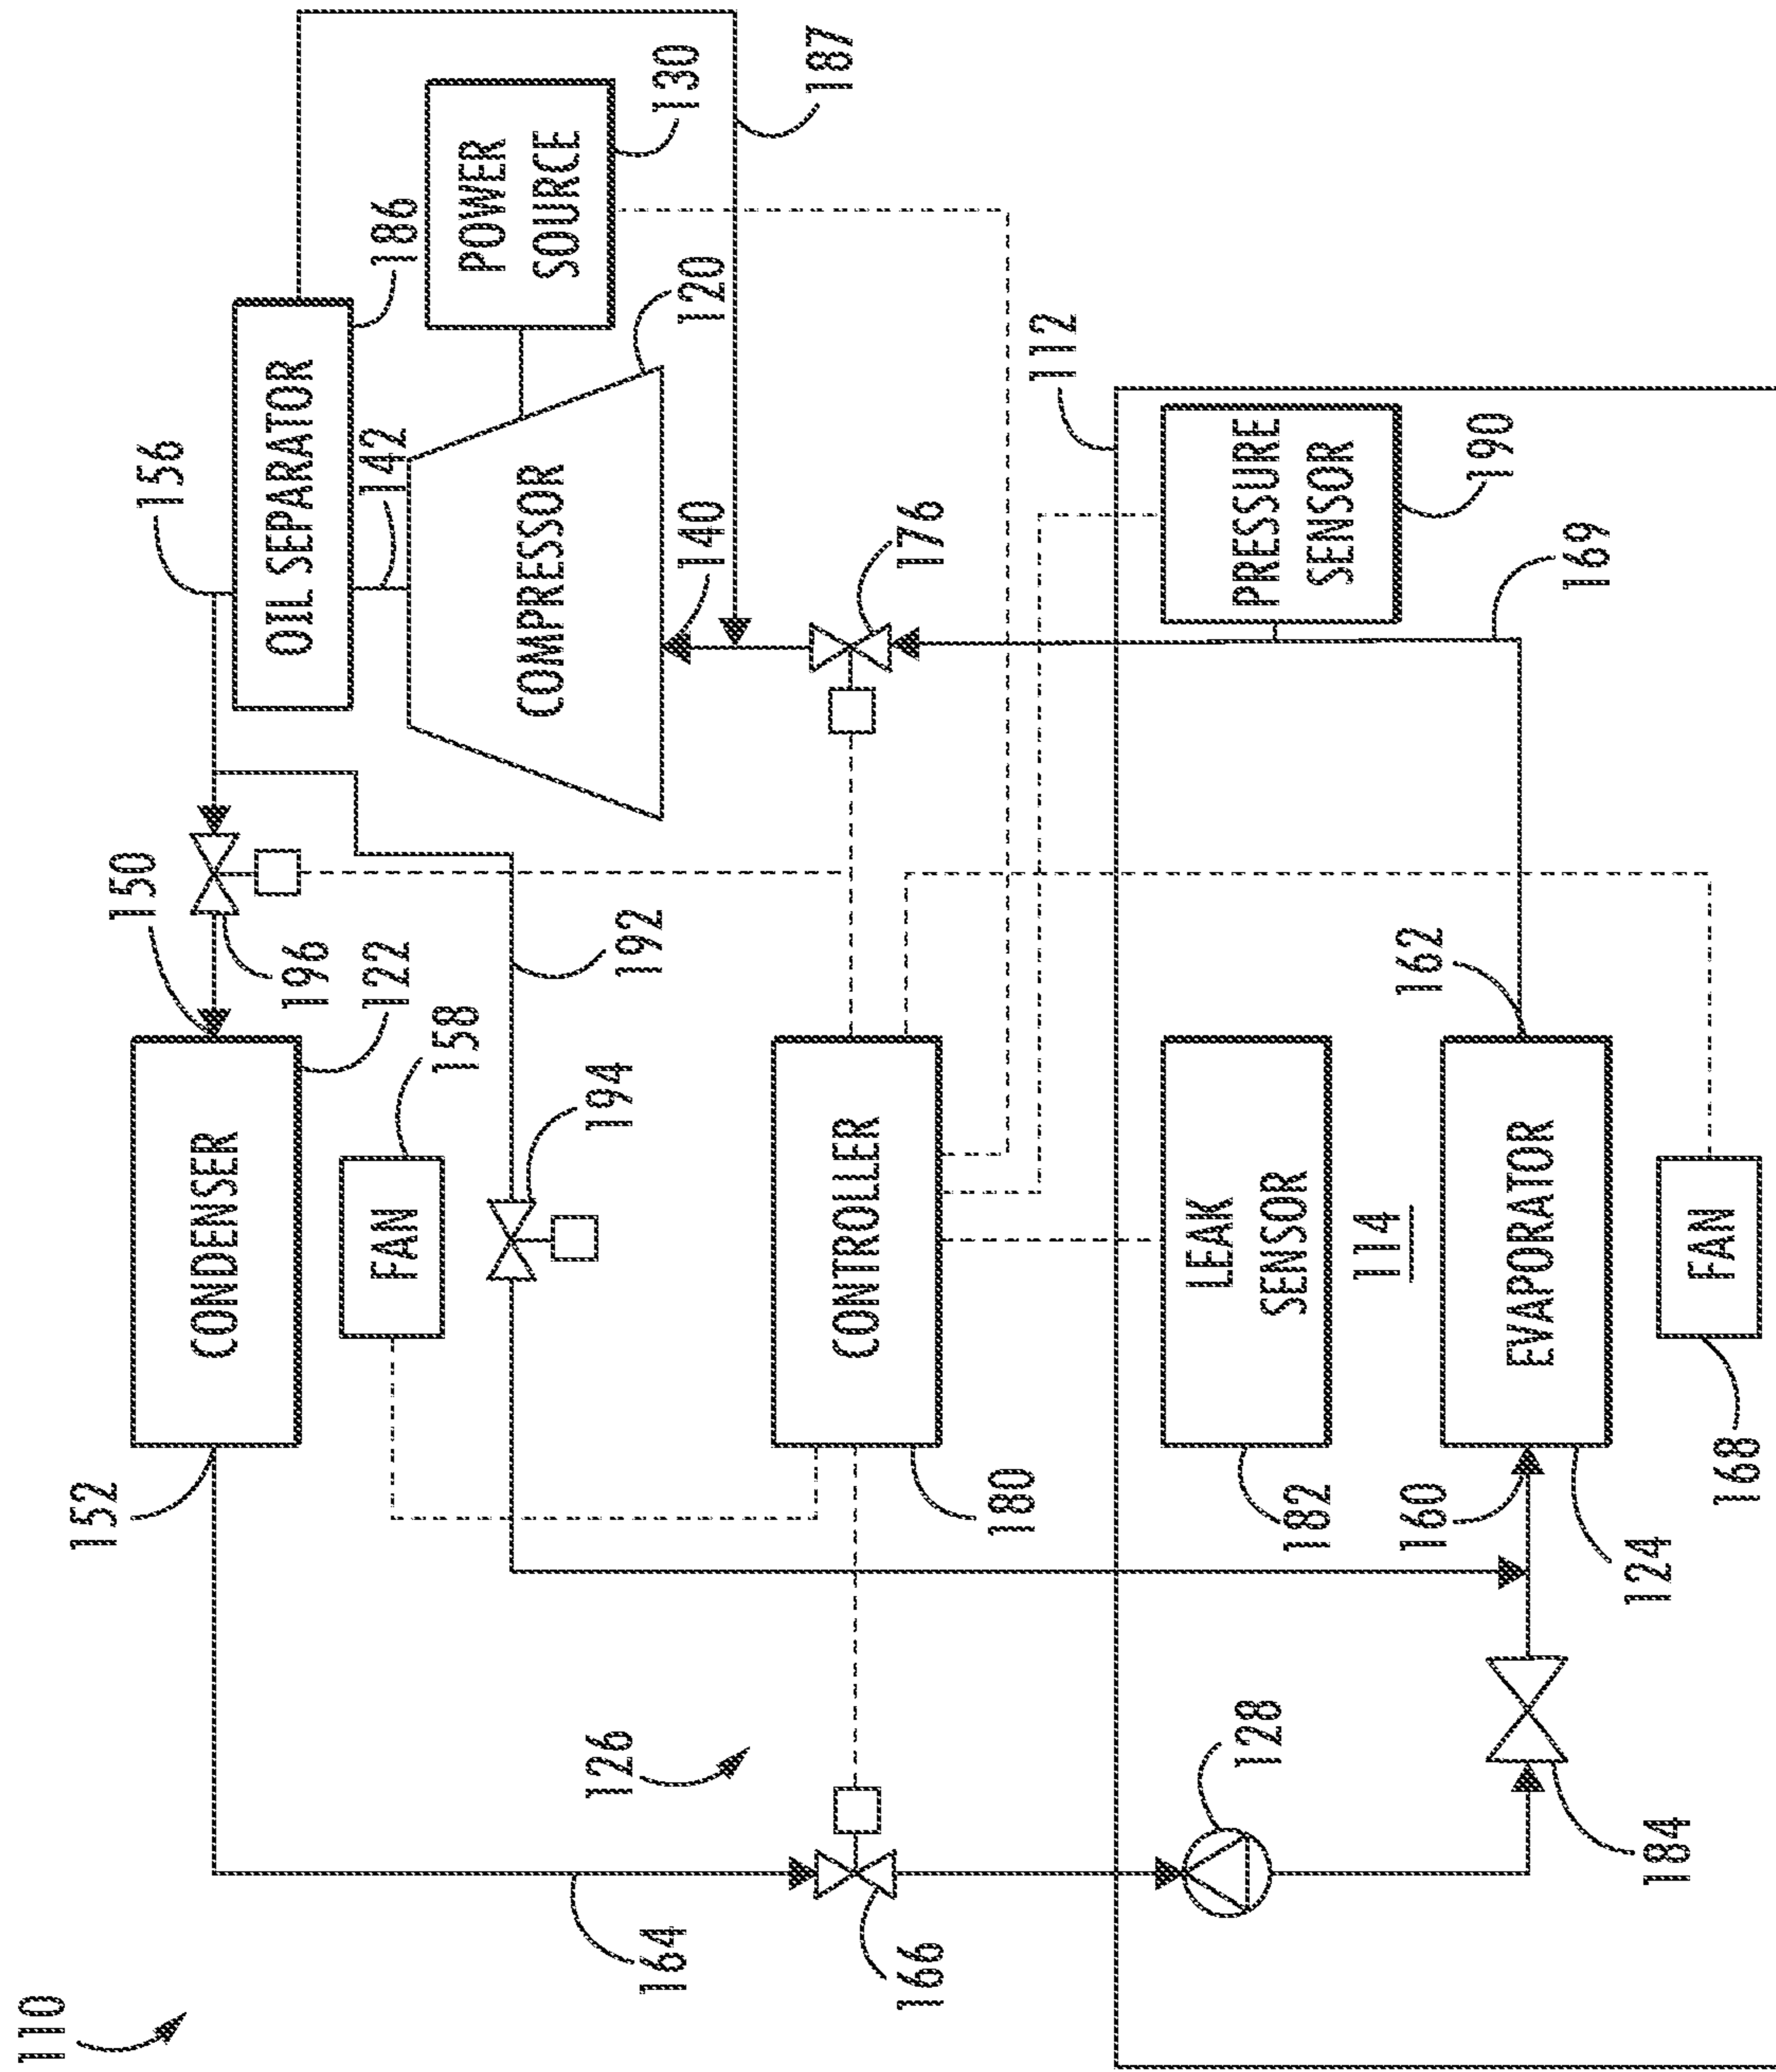 110
164
166
126
128
184
152
CONDENSER
150
196
122
FAN
158
194
192
156
OIL SEPARATOR
186
142
COMPRESSOR
120
140
POWER
SOURCE
130
187
176
CONTROLLER
180
112
PRESSURE
SENSOR
190
169
LEAK
SENSOR
182
114
160
EVAPORATOR
162
124
FAN
168